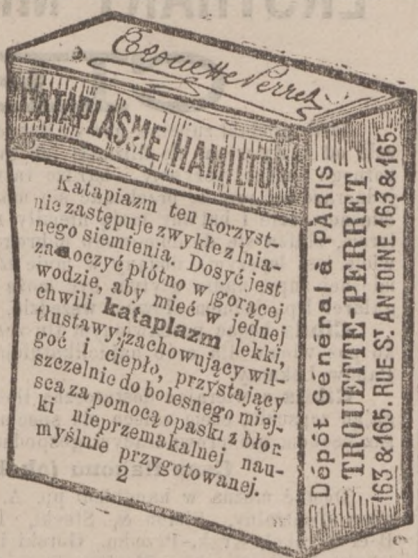 Trouette Perret
CATAPLASME HAMILTON
Katapiazm ten korzyst-
nie zastępuje zwykłe z lnia-
nego siemienia. Dosyć jest
zamoczyć płótno w gorącej
wodzie, aby mieć w jednej
chwili kataplazm lekki,
tłustawy, zachowujący wil-
goć i ciepło, przystający
szczelnie do bolesnego miej-
sca za pomocą opaski z błon
ki nieprzemakalnej nau-
myślnie przygotowanej.
2
Dépôt Général à PARIS
TROUETTE-PERRET
163 & 165. RUE St ANTOINE 163 & 165.